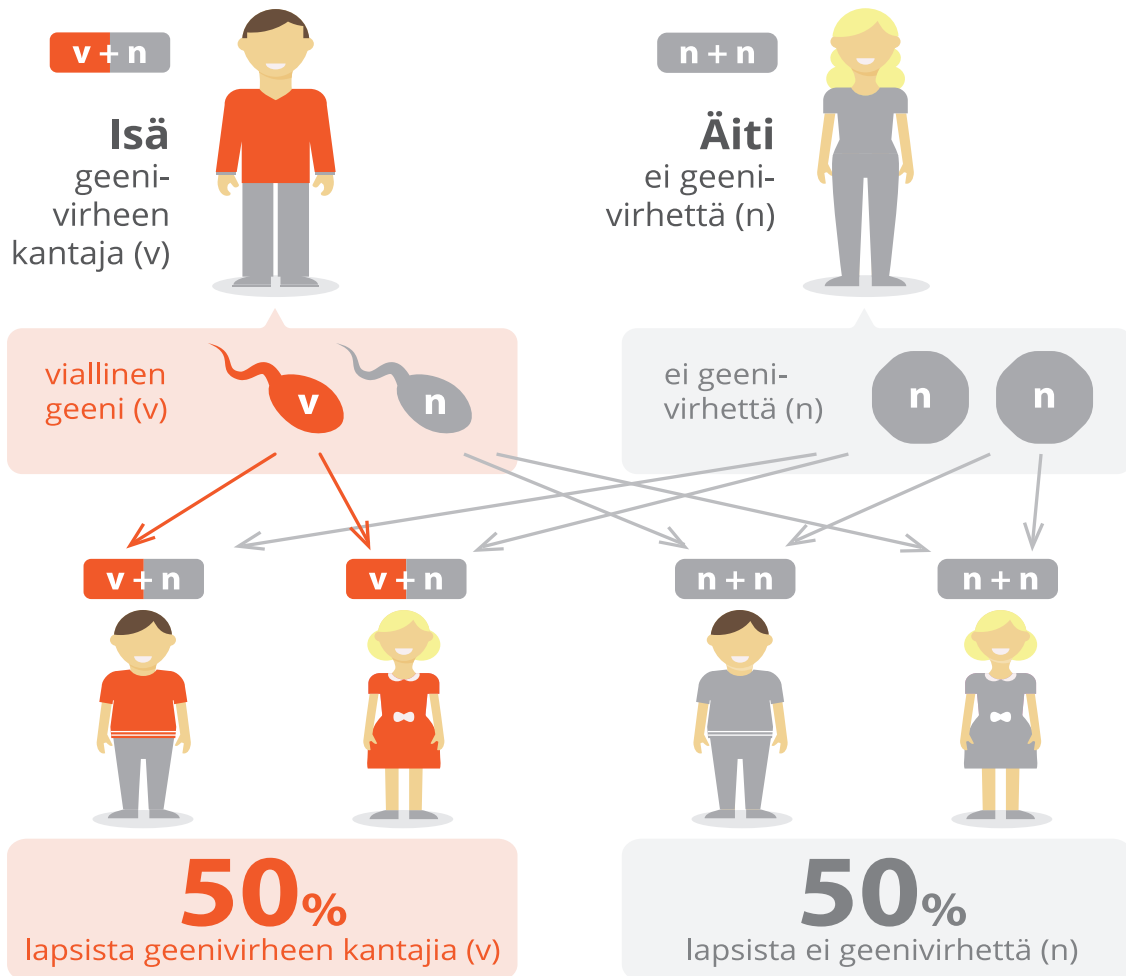 v + n
Isä
geeni-
virheen
kantaja (v)
n + n
Äiti
ei geeni-
virhettä (n)
viallinen
geeni (v)
v
n
ei geeni-
virhettä (n)
n
n
v + n
v + n
n + n
n + n
50%
lapsista geenivirheen kantajia (v)
50%
lapsista ei geenivirhettä (n)